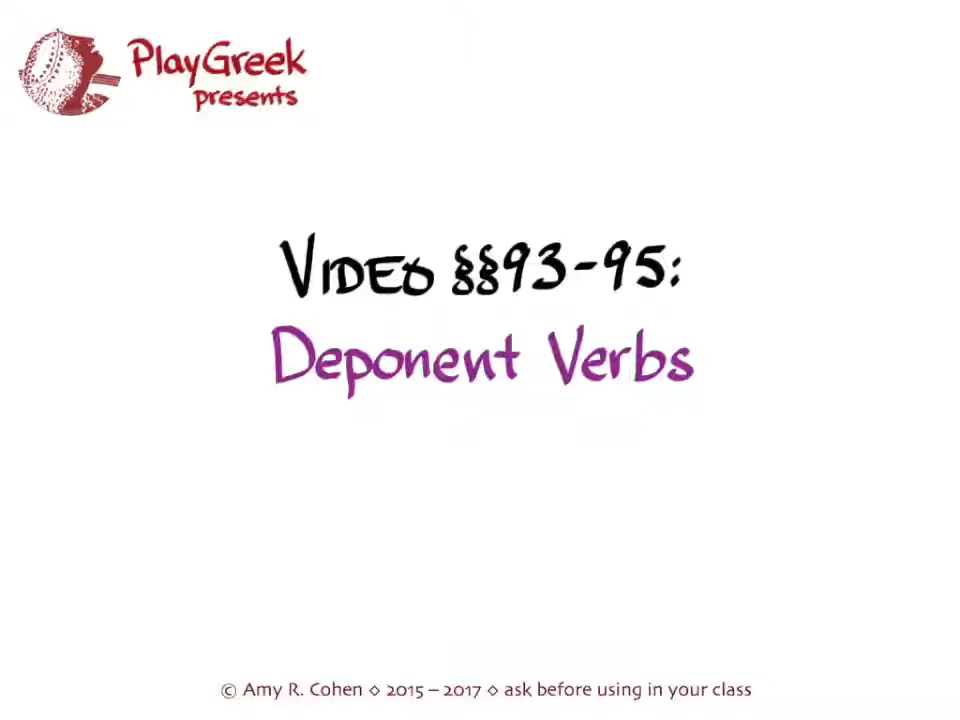 PlayGreek
presents
Video §§93-95:
Deponent Verbs
© Amy R. Cohen ◇ 2015 – 2017 ◇ ask before using in your class